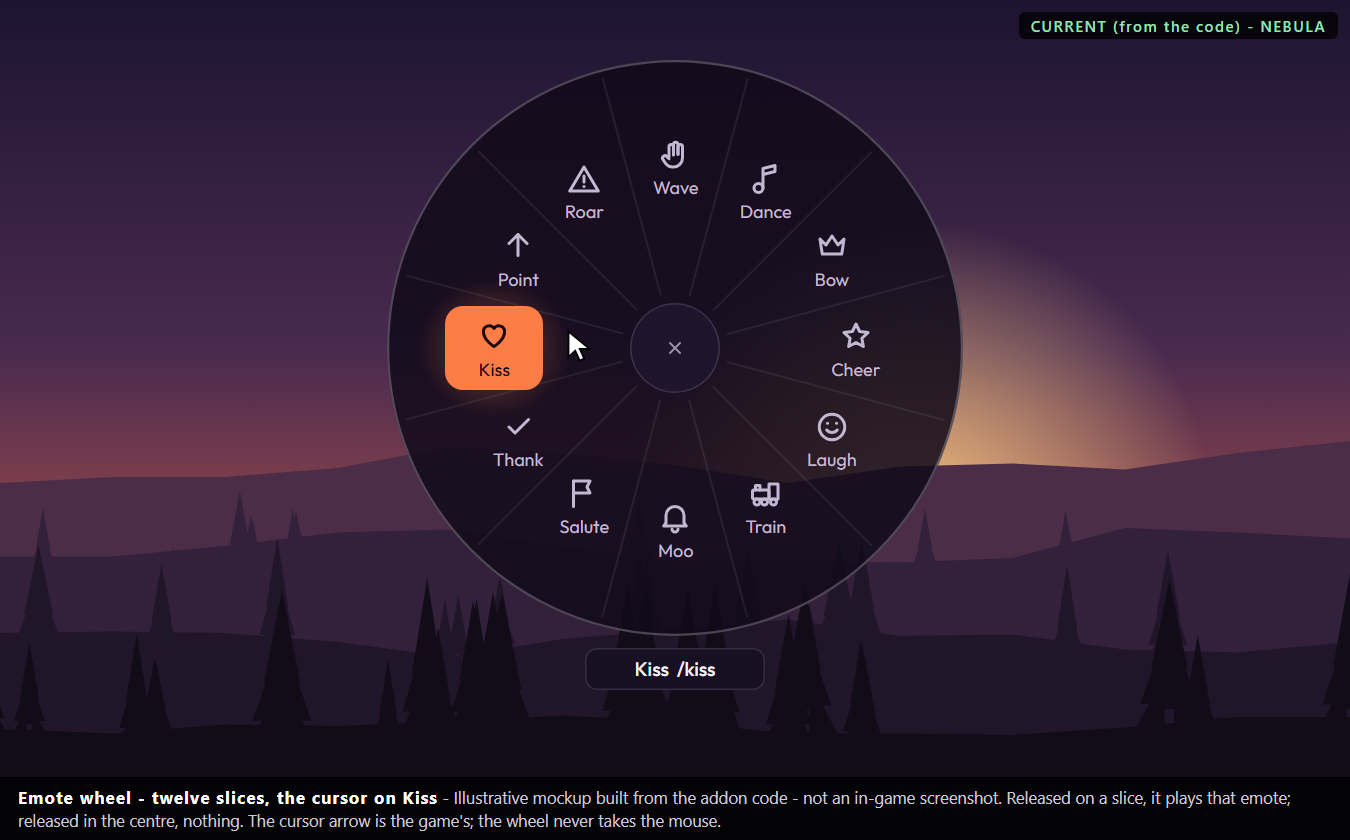 CURRENT (from the code) - NEBULA
Wave
Roar
Dance
Point
Bow
Kiss
Cheer
Thank
Laugh
Salute
Train
Moo
Kiss /kiss
Emote wheel - twelve slices, the cursor on Kiss - Illustrative mockup built from the addon code - not an in-game screenshot. Released on a slice, it plays that emote;
released in the centre, nothing. The cursor arrow is the game's; the wheel never takes the mouse.